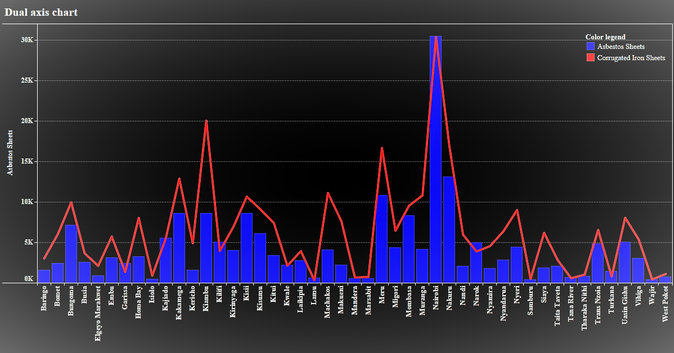 Dual axis chart
Color legend
Asbestos Sheets
Corrugated Iron Sheets
Asbestos Sheets
30K
25K
20K
15K
10K
5K
0K
Baringo
Bomet
Bungoma
Busia
Elgeyo Marakwet
Embu
Garissa
Homa Bay
Isiolo
Kajiado
Kakamega
Kericho
Kiambu
Kilifi
Kirinyaga
Kisii
Kisumu
Kitui
Kwale
Laikipia
Lamu
Machakos
Makueni
Mandera
Marsabit
Meru
Migori
Mombasa
Muranga
Nairobi
Nakuru
Nandi
Narok
Nyamira
Nyandarua
Nyeri
Samburu
Siaya
Taita Taveta
Tana River
Tharaka Nithi
Trans Nzoia
Turkana
Uasin Gishu
Vihiga
Wajir
West Pokot